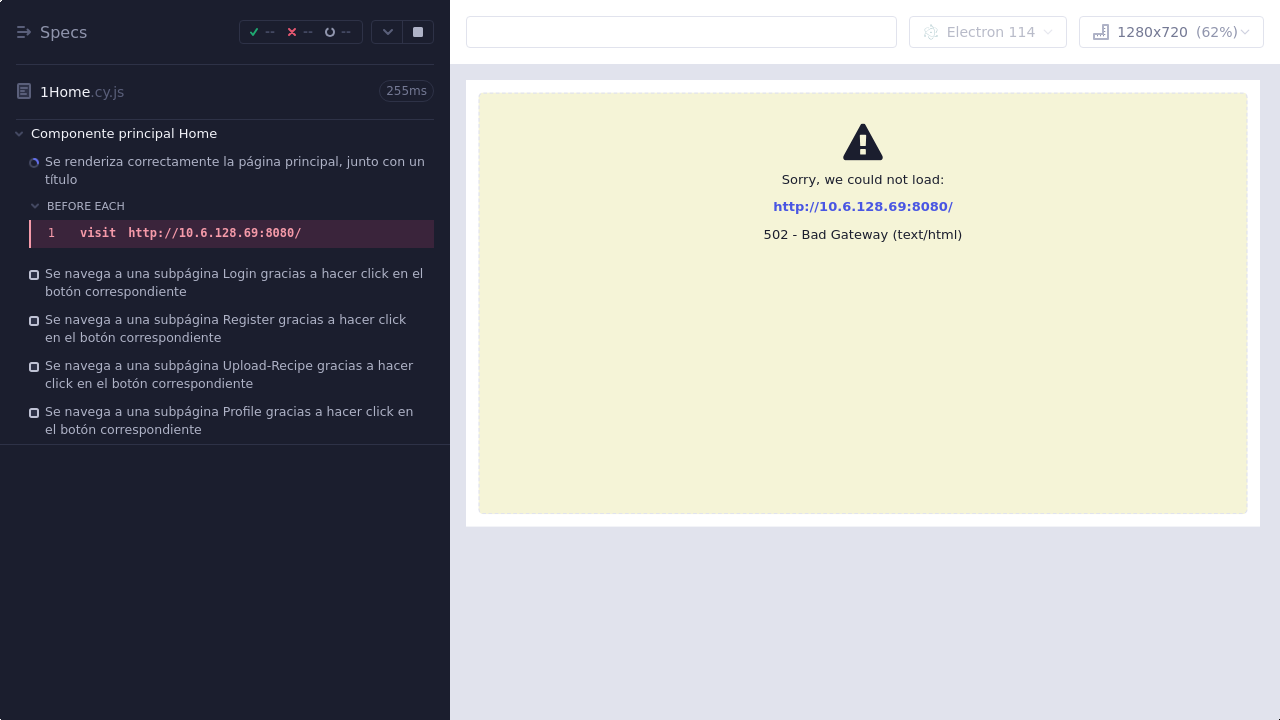 Specs
--
--
--
1Home.cy.js
255ms
Componente principal Home
Se renderiza correctamente la página principal, junto con un
título
BEFORE EACH
1 visit http://10.6.128.69:8080/
Se navega a una subpágina Login gracias a hacer click en el
botón correspondiente
Se navega a una subpágina Register gracias a hacer click
en el botón correspondiente
Se navega a una subpágina Upload-Recipe gracias a hacer
click en el botón correspondiente
Se navega a una subpágina Profile gracias a hacer click en
el botón correspondiente
Electron 114
1280x720 (62%)
Sorry, we could not load:
http://10.6.128.69:8080/
502 - Bad Gateway (text/html)